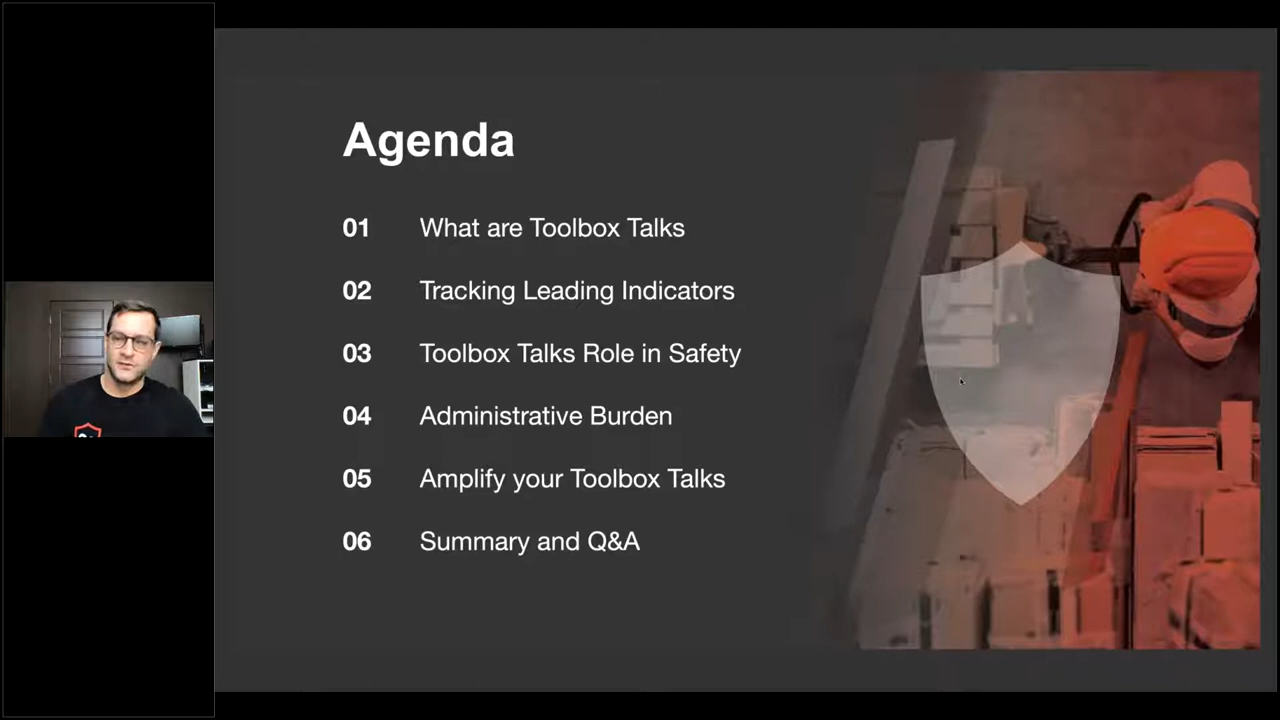 Agenda
01 What are Toolbox Talks
02 Tracking Leading Indicators
03 Toolbox Talks Role in Safety
04 Administrative Burden
05 Amplify your Toolbox Talks
06 Summary and Q&A